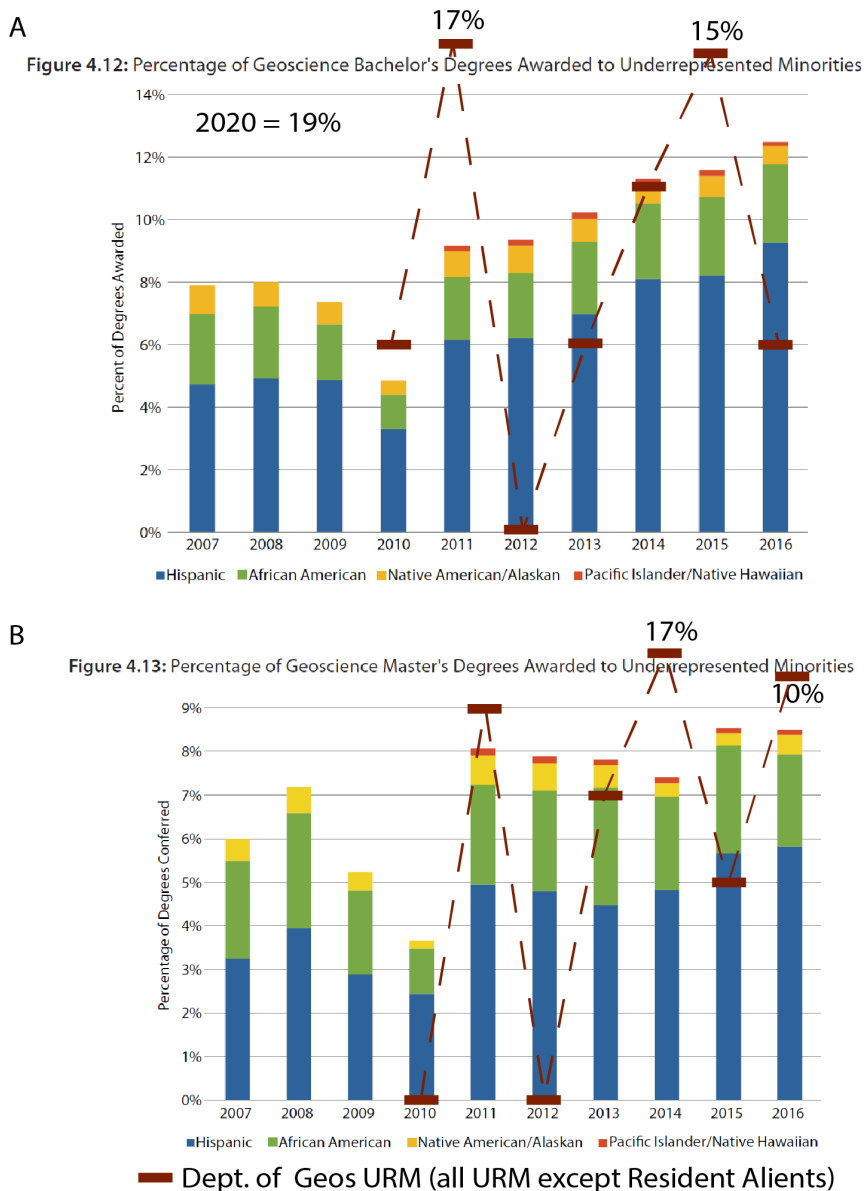 A
17%
15%
Figure 4.12: Percentage of Geoscience Bachelor's Degrees Awarded to Underrepresented Minorities
14%
2020 = 19%
12%
10%
8%
6%
4%
2%
0%
Percent of Degrees Awarded
2007 2008 2009 2010 2011 2012 2013 2014 2015 2016
Hispanic African American Native American/Alaskan Pacific Islander/Native Hawaiian
B
17%
Figure 4.13: Percentage of Geoscience Master's Degrees Awarded to Underrepresented Minorities
10%
9%
8%
7%
6%
5%
4%
3%
2%
1%
0%
Percentage of Degrees Conferred
2007 2008 2009 2010 2011 2012 2013 2014 2015 2016
Hispanic African American Native American/Alaskan Pacific Islander/Native Hawaiian
Dept. of Geos URM (all URM except Resident Alients)